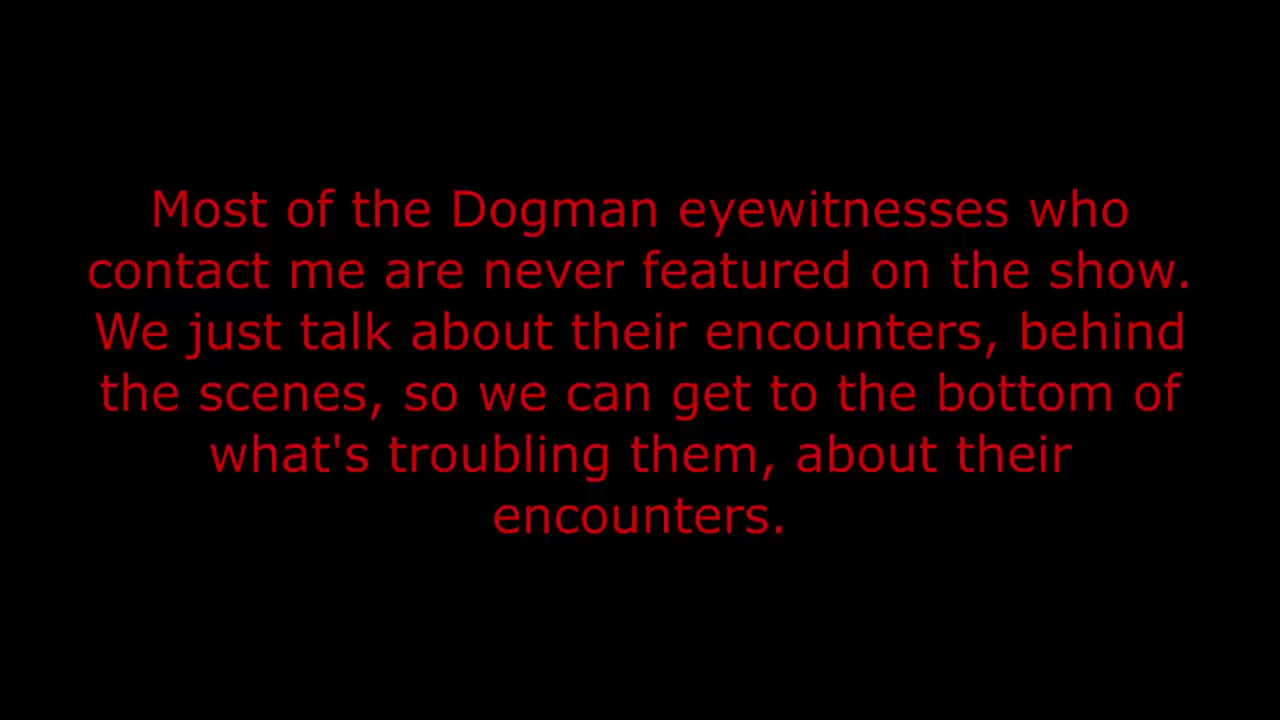 Most of the Dogman eyewitnesses who
contact me are never featured on the show.
We just talk about their encounters, behind
the scenes, so we can get to the bottom of
what's troubling them, about their
encounters.